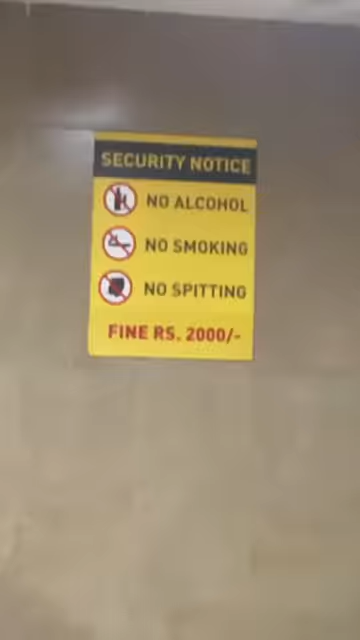 SECURITY NOTICE
NO ALCOHOL
NO SMOKING
NO SPITTING
FINE RS. 2000/-